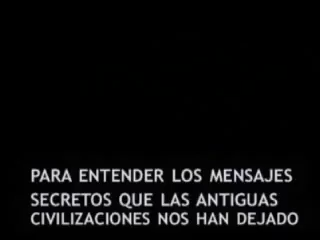 PARA ENTENDER LOS MENSAJES
SECRETOS QUE LAS ANTIGUAS
CIVILIZACIONES NOS HAN DEJADO